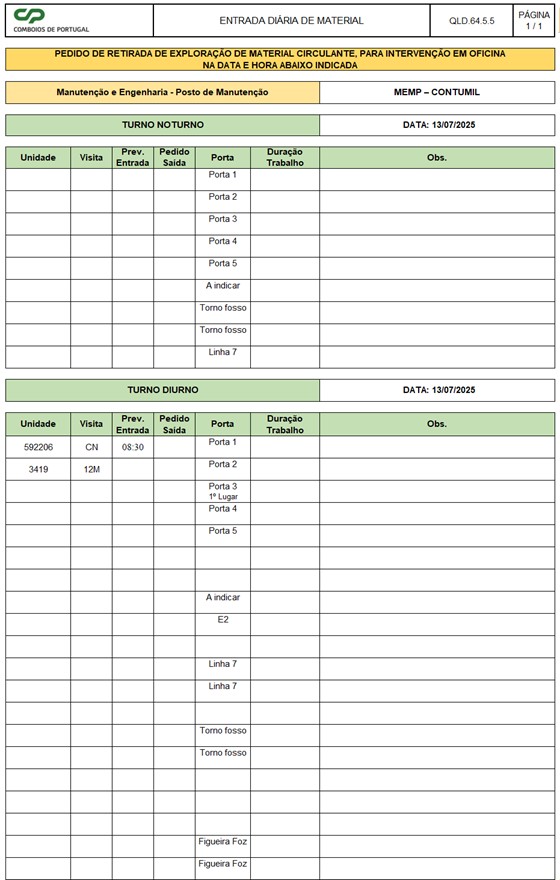 CP
COMBOIOS DE PORTUGAL
ENTRADA DIÁRIA DE MATERIAL
QLD.64.5.5
PÁGINA
1 / 1
PEDIDO DE RETIRADA DE EXPLORAÇÃO DE MATERIAL CIRCULANTE, PARA INTERVENÇÃO EM OFICINA
NA DATA E HORA ABAIXO INDICADA
Manutenção e Engenharia - Posto de Manutenção
MEMP – CONTUMIL
TURNO NOTURNO
DATA: 13/07/2025
Unidade
Visita
Prev.
Entrada
Pedido
Saída
Porta
Duração
Trabalho
Obs.
Porta 1
Porta 2
Porta 3
Porta 4
Porta 5
A indicar
Torno fosso
Torno fosso
Linha 7
TURNO DIURNO
DATA: 13/07/2025
Unidade
Visita
Prev.
Entrada
Pedido
Saída
Porta
Duração
Trabalho
Obs.
592206
CN
08:30
Porta 1
3419
12M
Porta 2
Porta 3
1º Lugar
Porta 4
Porta 5
A indicar
E2
Linha 7
Linha 7
Torno fosso
Torno fosso
Figueira Foz
Figueira Foz